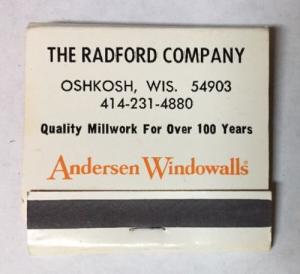 THE RADFORD COMPANY
OSHKOSH, WIS. 54903
414-231-4880
Quality Millwork For Over 100 Years
Andersen Windowalls®